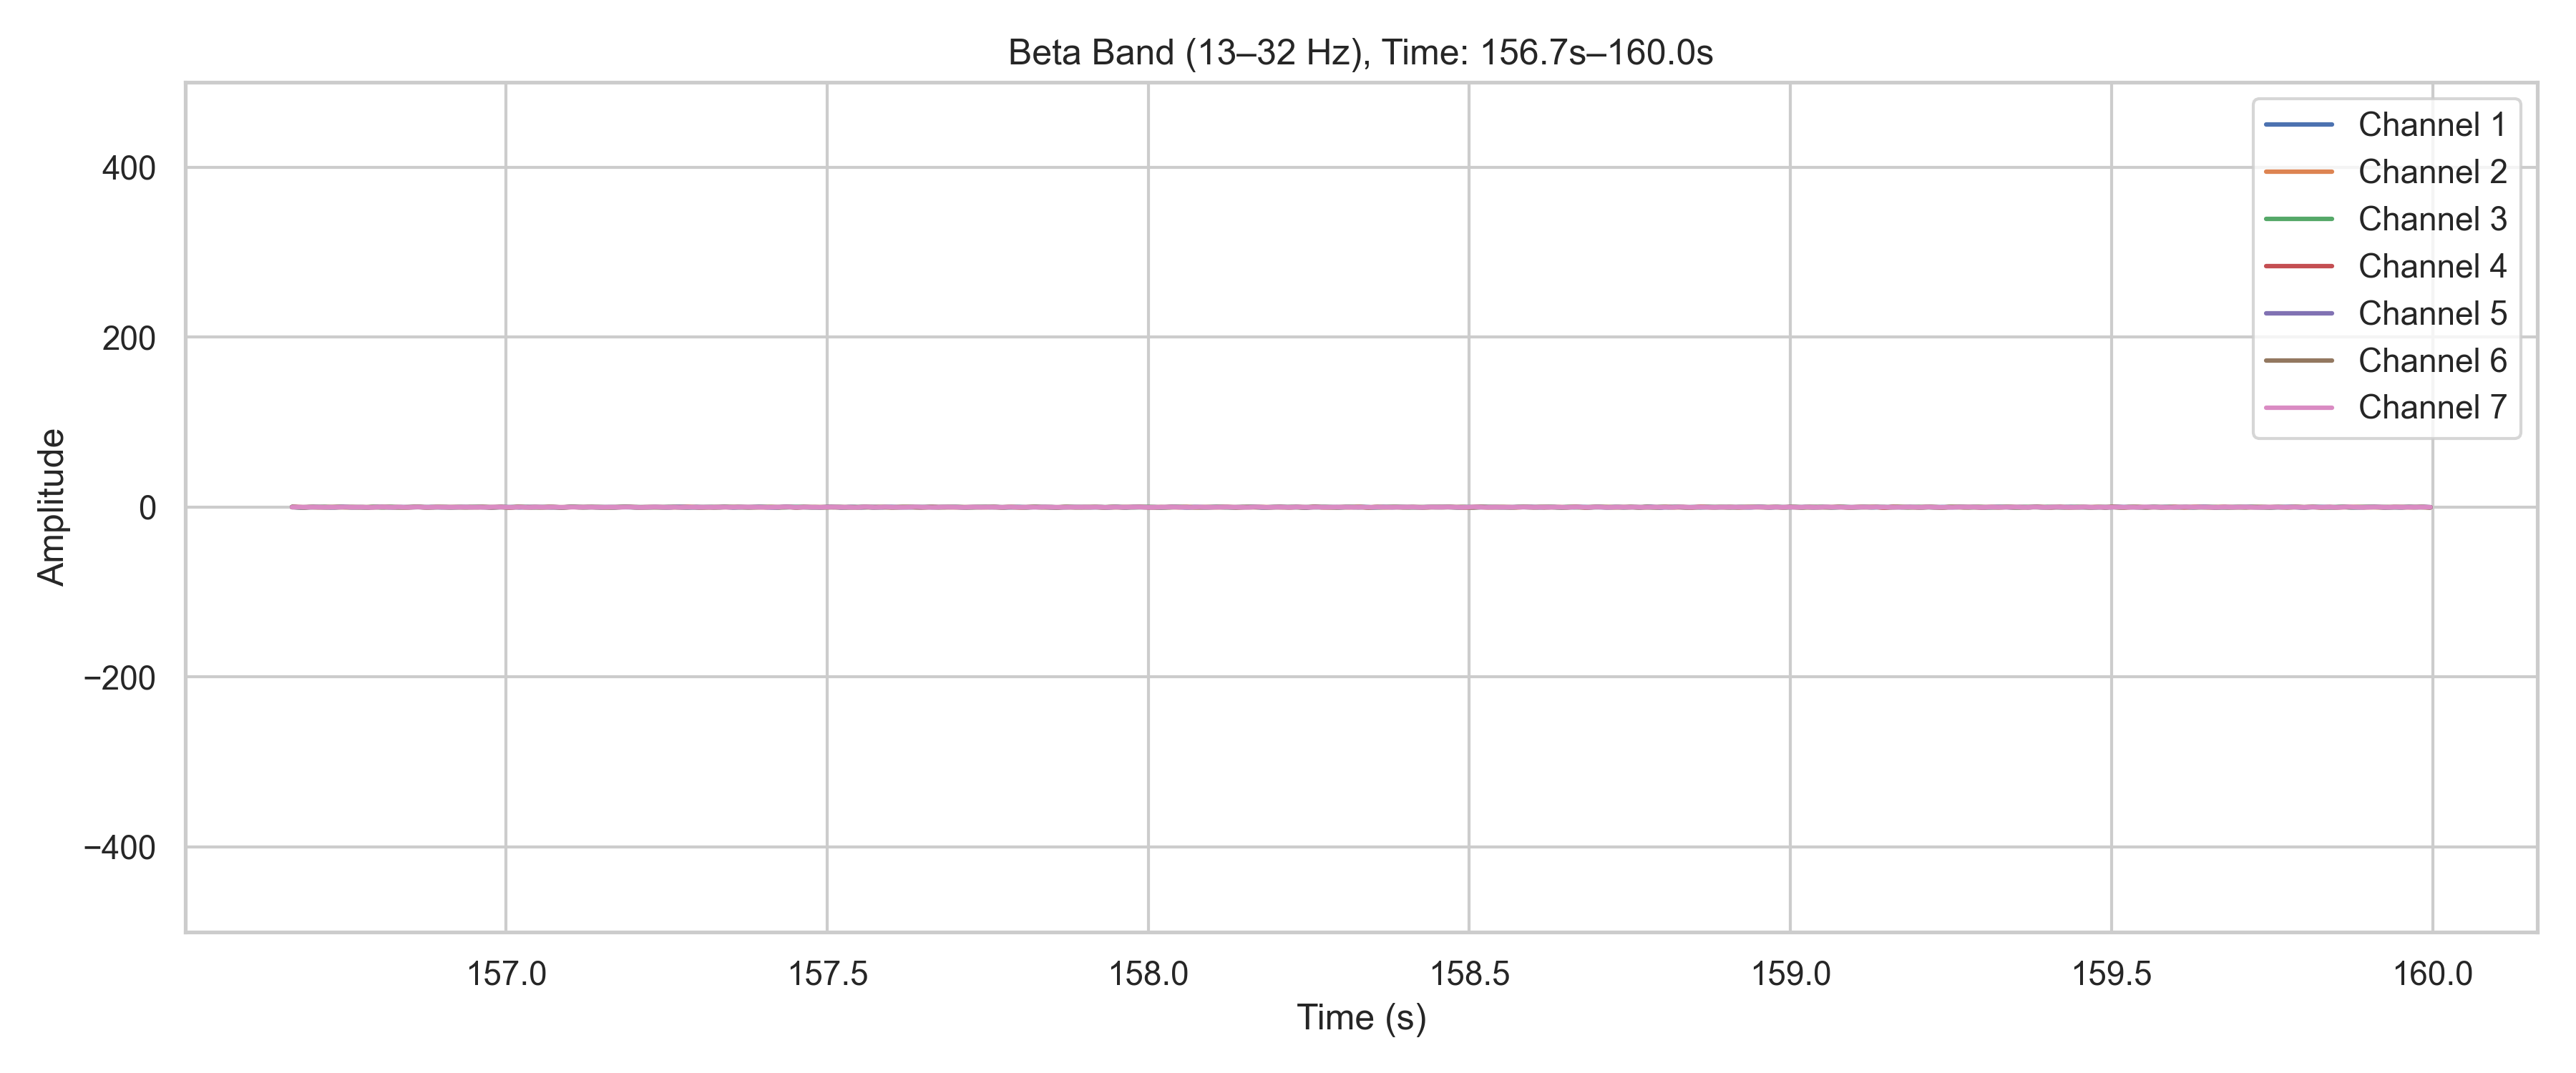 Beta Band (13–32 Hz), Time: 156.7s–160.0s
Channel 1
Channel 2
Channel 3
Channel 4
Channel 5
Channel 6
Channel 7
400
200
0
−200
−400
Amplitude
157.0 157.5 158.0 158.5 159.0 159.5 160.0
Time (s)